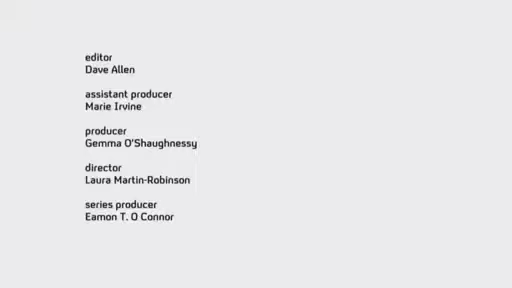 editor
Dave Allen
assistant producer
Marie Irvine
producer
Gemma O'Shaughnessy
director
Laura Martin-Robinson
series producer
Eamon T. O Connor